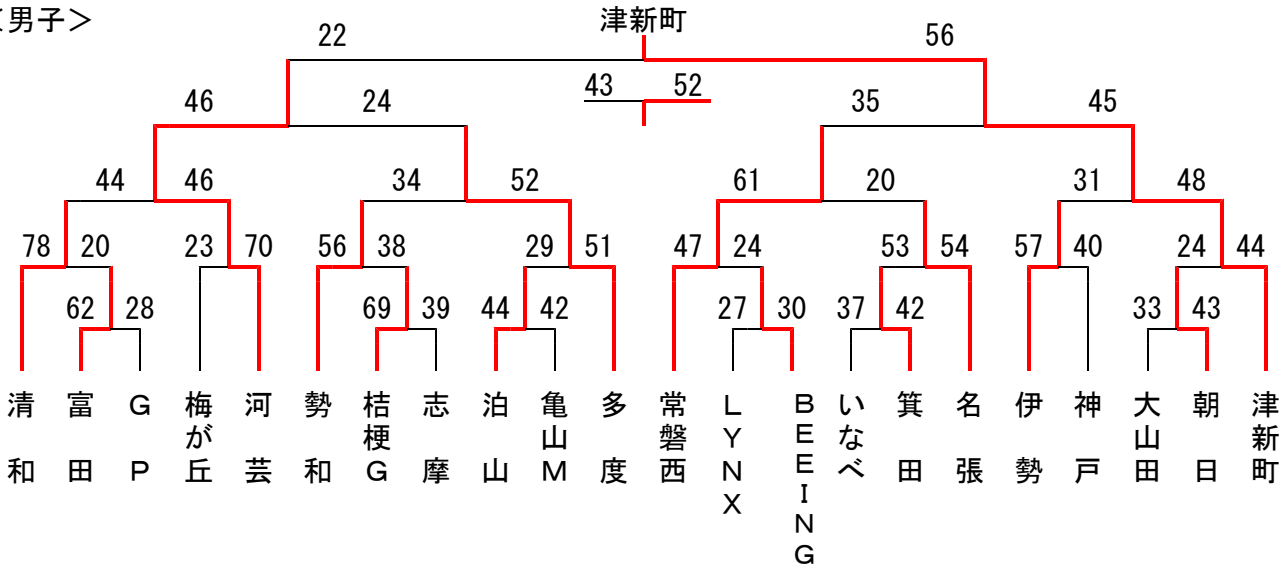 ＜男子＞
津新町
22 56
43 52
46 24 35 45
44 46 34 52 61 20 31 48
78 20 23 70 56 38 29 51 47 24 53 54 57 40 24 44
62 28 69 39 44 42 27 30 37 42 33 43
清和
富田
ＧＰ
梅が丘
河芸
勢和
桔梗Ｇ
志摩
泊山
亀山Ｍ
多度
常磐西
ＬＹＮＸ
ＢＥＥＩＮＧ
いなべ
箕田
名張
伊勢
神戸
大山田
朝日
津新町